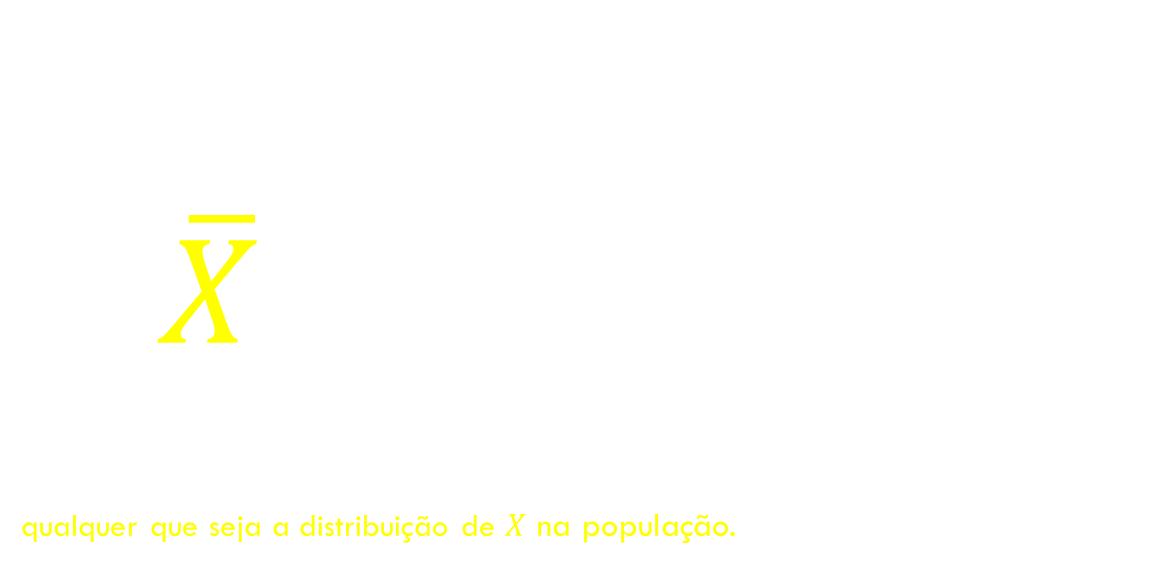 X̅
qualquer que seja a distribuição de X na população.